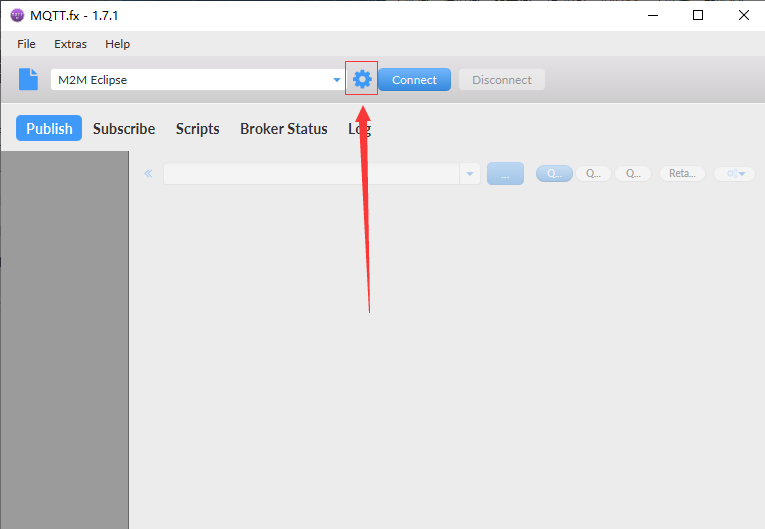 MQTT.fx - 1.7.1
File Extras Help
M2M Eclipse Connect Disconnect
Publish Subscribe Scripts Broker Status Log
... Q... Q... Q... Reta...